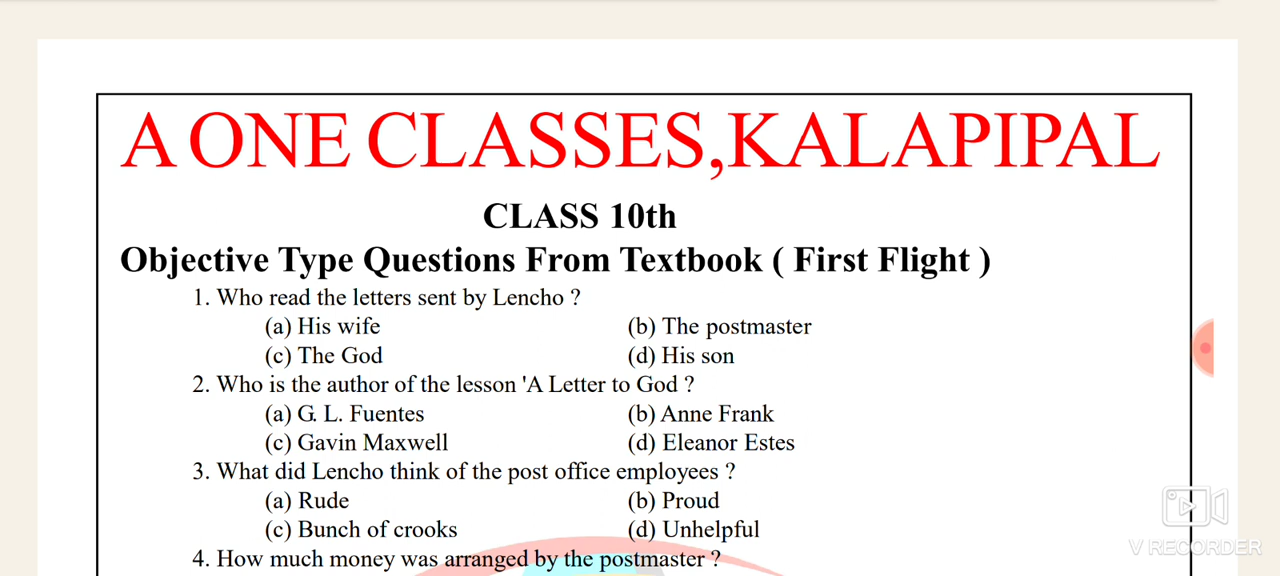 A ONE CLASSES,KALAPIPAL
CLASS 10th
Objective Type Questions From Textbook ( First Flight )
1. Who read the letters sent by Lencho ?
(a) His wife (b) The postmaster
(c) The God (d) His son
2. Who is the author of the lesson 'A Letter to God ?
(a) G. L. Fuentes (b) Anne Frank
(c) Gavin Maxwell (d) Eleanor Estes
3. What did Lencho think of the post office employees ?
(a) Rude (b) Proud
(c) Bunch of crooks (d) Unhelpful
4. How much money was arranged by the postmaster ?
V RECORDER